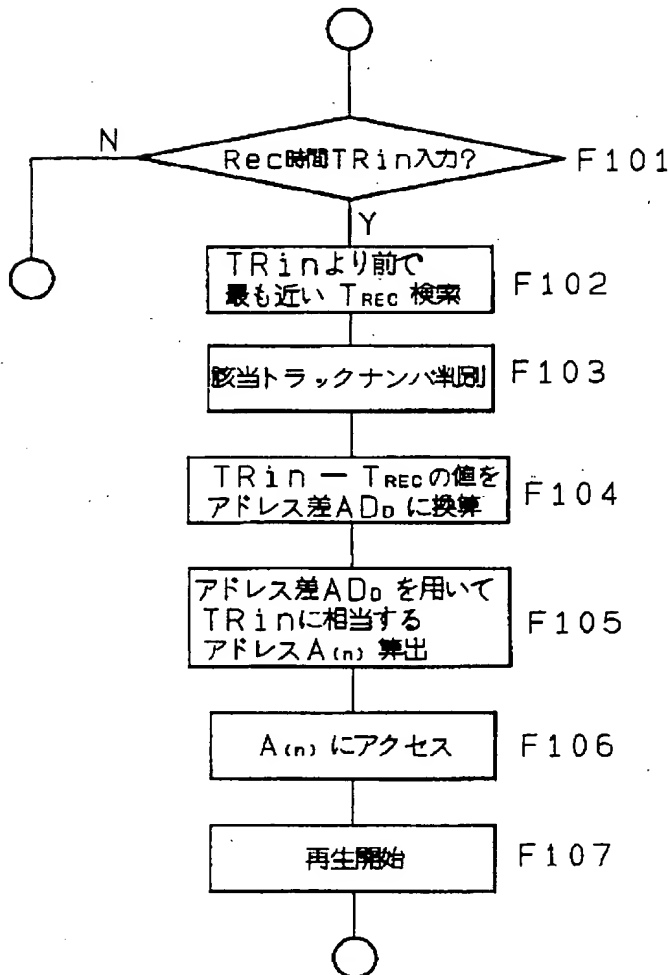 N
Rec時間TRin入力? F101
Y
TRinより前で
最も近い TREC 検索
F102
該当トラックナンバ判別 F103
TRin − TRECの値を
アドレス差ADD に換算
F104
アドレス差ADD を用いて
TRinに相当する
アドレスA(n) 算出
F105
A(n) にアクセス F106
再生開始 F107